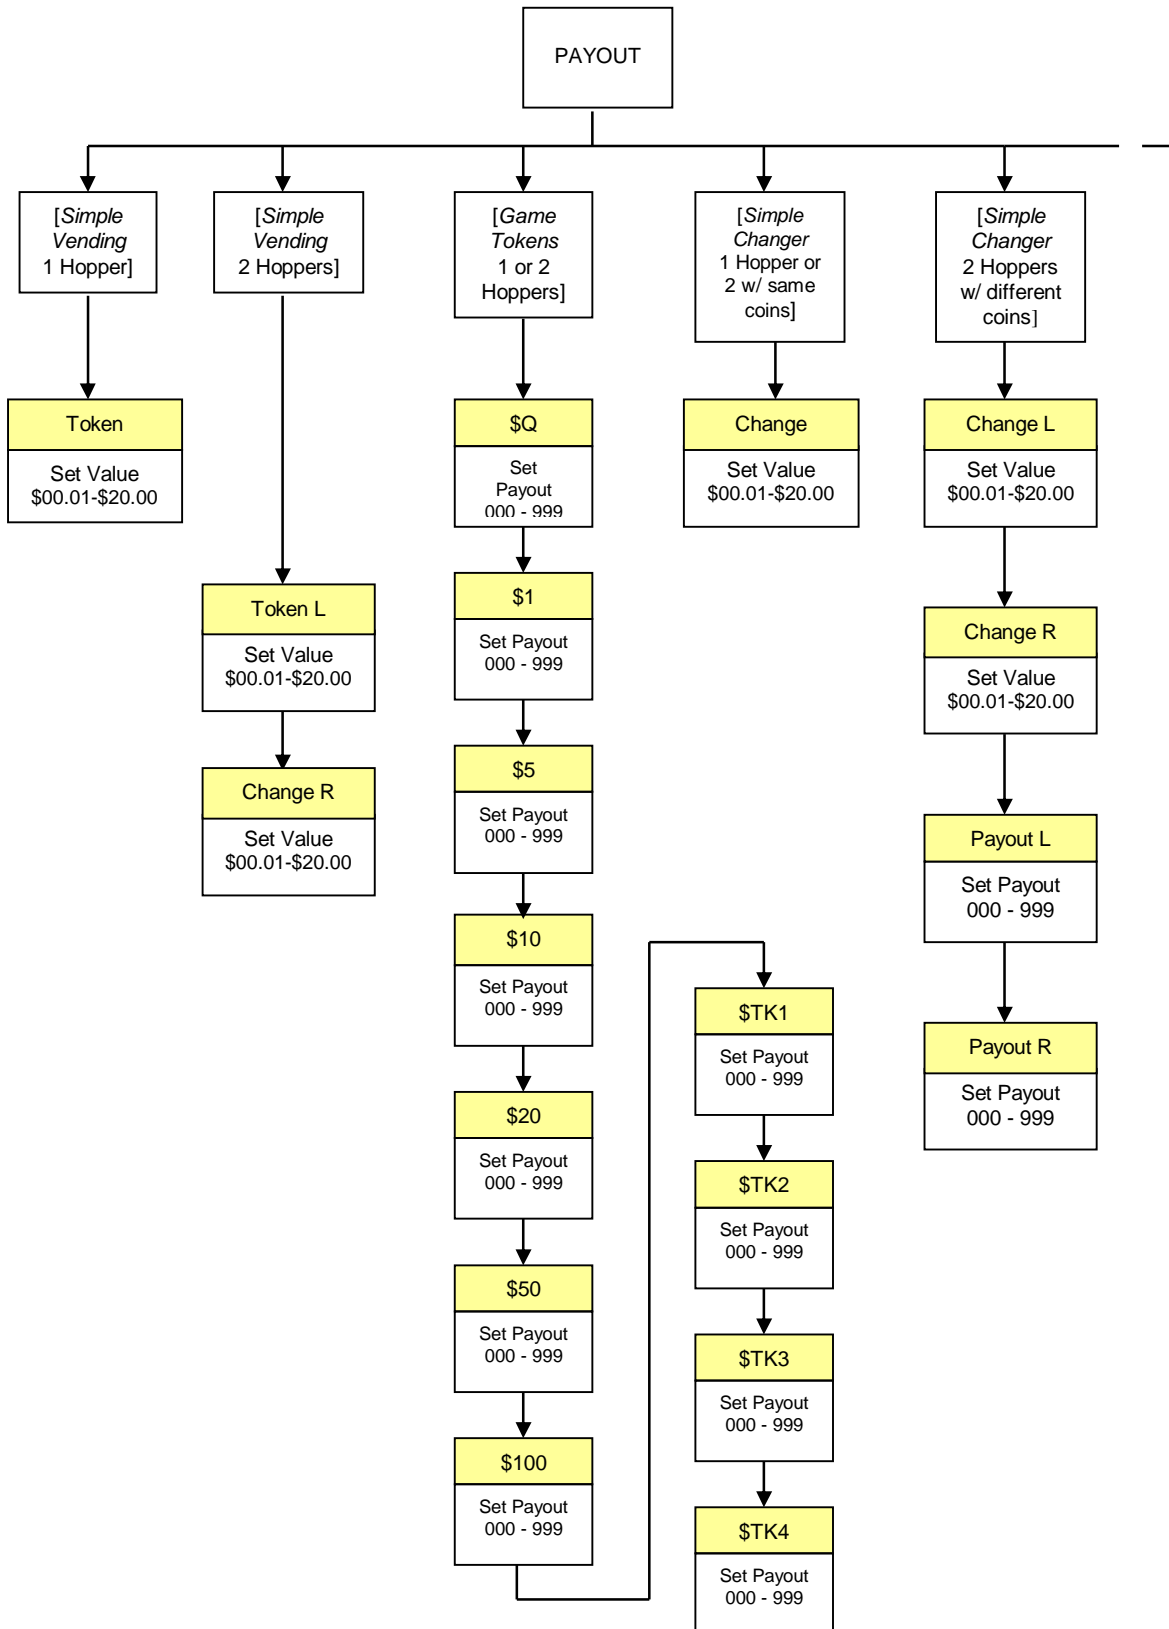 PAYOUT
[Simple
Vending
1 Hopper]
[Simple
Vending
2 Hoppers]
[Game
Tokens
1 or 2
Hoppers]
[Simple
Changer
1 Hopper or
2 w/ same
coins]
[Simple
Changer
2 Hoppers
w/ different
coins]
Token
Set Value
$00.01-$20.00
Token L
Set Value
$00.01-$20.00
Change R
Set Value
$00.01-$20.00
$Q
Set
Payout
000 - 999
$1
Set Payout
000 - 999
$5
Set Payout
000 - 999
$10
Set Payout
000 - 999
$20
Set Payout
000 - 999
$50
Set Payout
000 - 999
$100
Set Payout
000 - 999
$TK1
Set Payout
000 - 999
$TK2
Set Payout
000 - 999
$TK3
Set Payout
000 - 999
$TK4
Set Payout
000 - 999
Change
Set Value
$00.01-$20.00
Change L
Set Value
$00.01-$20.00
Change R
Set Value
$00.01-$20.00
Payout L
Set Payout
000 - 999
Payout R
Set Payout
000 - 999